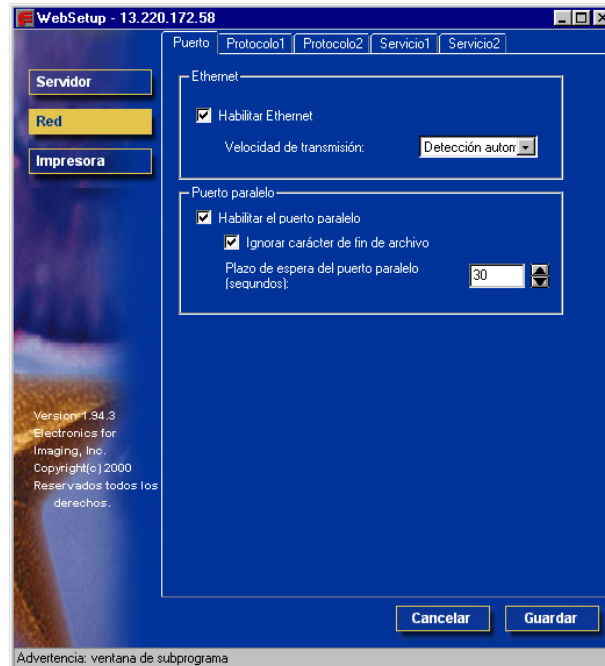 WebSetup - 13.220.172.58
Puerto
Protocolo1
Protocolo2
Servicio1
Servicio2
Servidor
Red
Impresora
Ethernet
Habilitar Ethernet
Velocidad de transmisión:
Detección autom
Puerto paralelo
Habilitar el puerto paralelo
Ignorar carácter de fin de archivo
Plazo de espera del puerto paralelo
(segundos):
30
Version 1.94.3
Electronics for
Imaging, Inc.
Copyright(c) 2000
Reservados todos los
derechos.
Cancelar
Guardar
Advertencia: ventana de subprograma